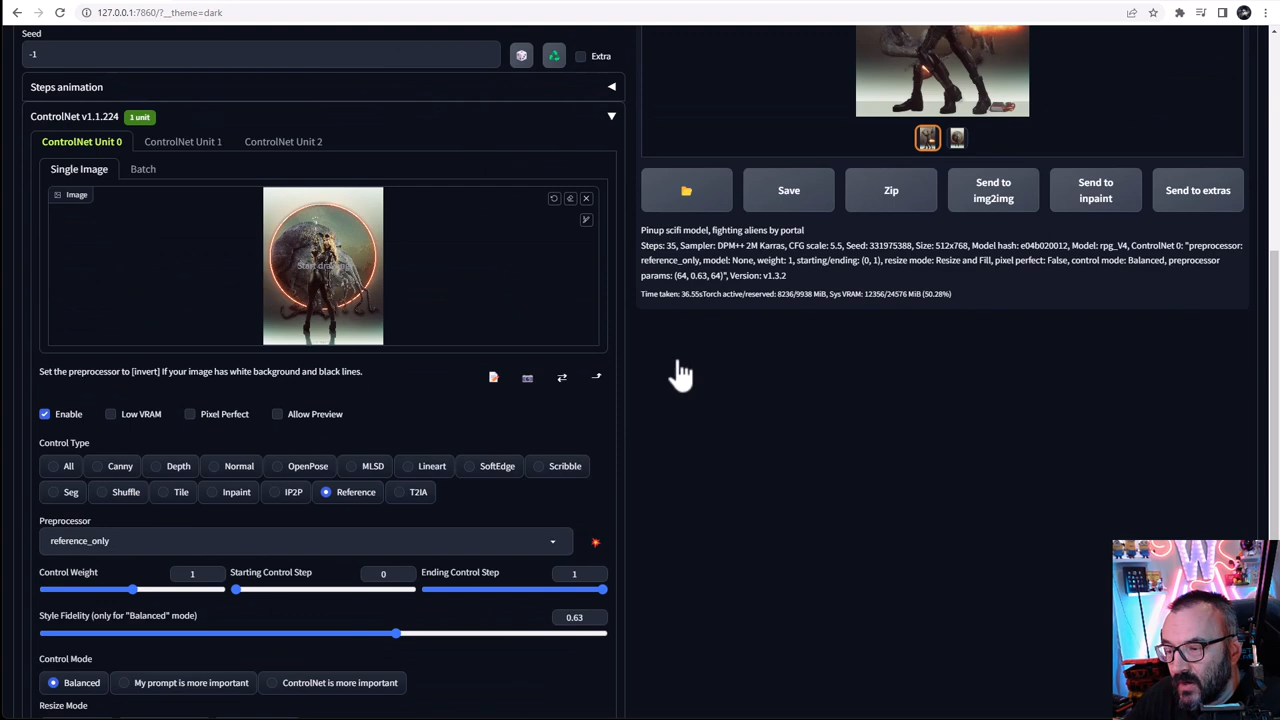 127.0.0.1:7860/?__theme=dark
Seed
-1
Extra
Steps animation
ControlNet v1.1.224
1 unit
ControlNet Unit 0
ControlNet Unit 1
ControlNet Unit 2
Single Image
Batch
Image
Start drawing
Set the preprocessor to [invert] If your image has white background and black lines.
Enable
Low VRAM
Pixel Perfect
Allow Preview
Control Type
All
Canny
Depth
Normal
OpenPose
MLSD
Lineart
SoftEdge
Scribble
Seg
Shuffle
Tile
Inpaint
IP2P
Reference
T2IA
Preprocessor
reference_only
Control Weight
1
Starting Control Step
0
Ending Control Step
1
Style Fidelity (only for "Balanced" mode)
0.63
Control Mode
Balanced
My prompt is more important
ControlNet is more important
Resize Mode
Save
Zip
Send to
img2img
Send to
inpaint
Send to extras
Pinup scifi model, fighting aliens by portal
Steps: 35, Sampler: DPM++ 2M Karras, CFG scale: 5.5, Seed: 331975388, Size: 512x768, Model hash: e04b020012, Model: rpg_V4, ControlNet 0: "preprocessor:
reference_only, model: None, weight: 1, starting/ending: (0, 1), resize mode: Resize and Fill, pixel perfect: False, control mode: Balanced, preprocessor
params: (64, 0.63, 64)", Version: v1.3.2
Time taken: 36.55sTorch active/reserved: 8236/9938 MiB, Sys VRAM: 12356/24576 MiB (50.28%)